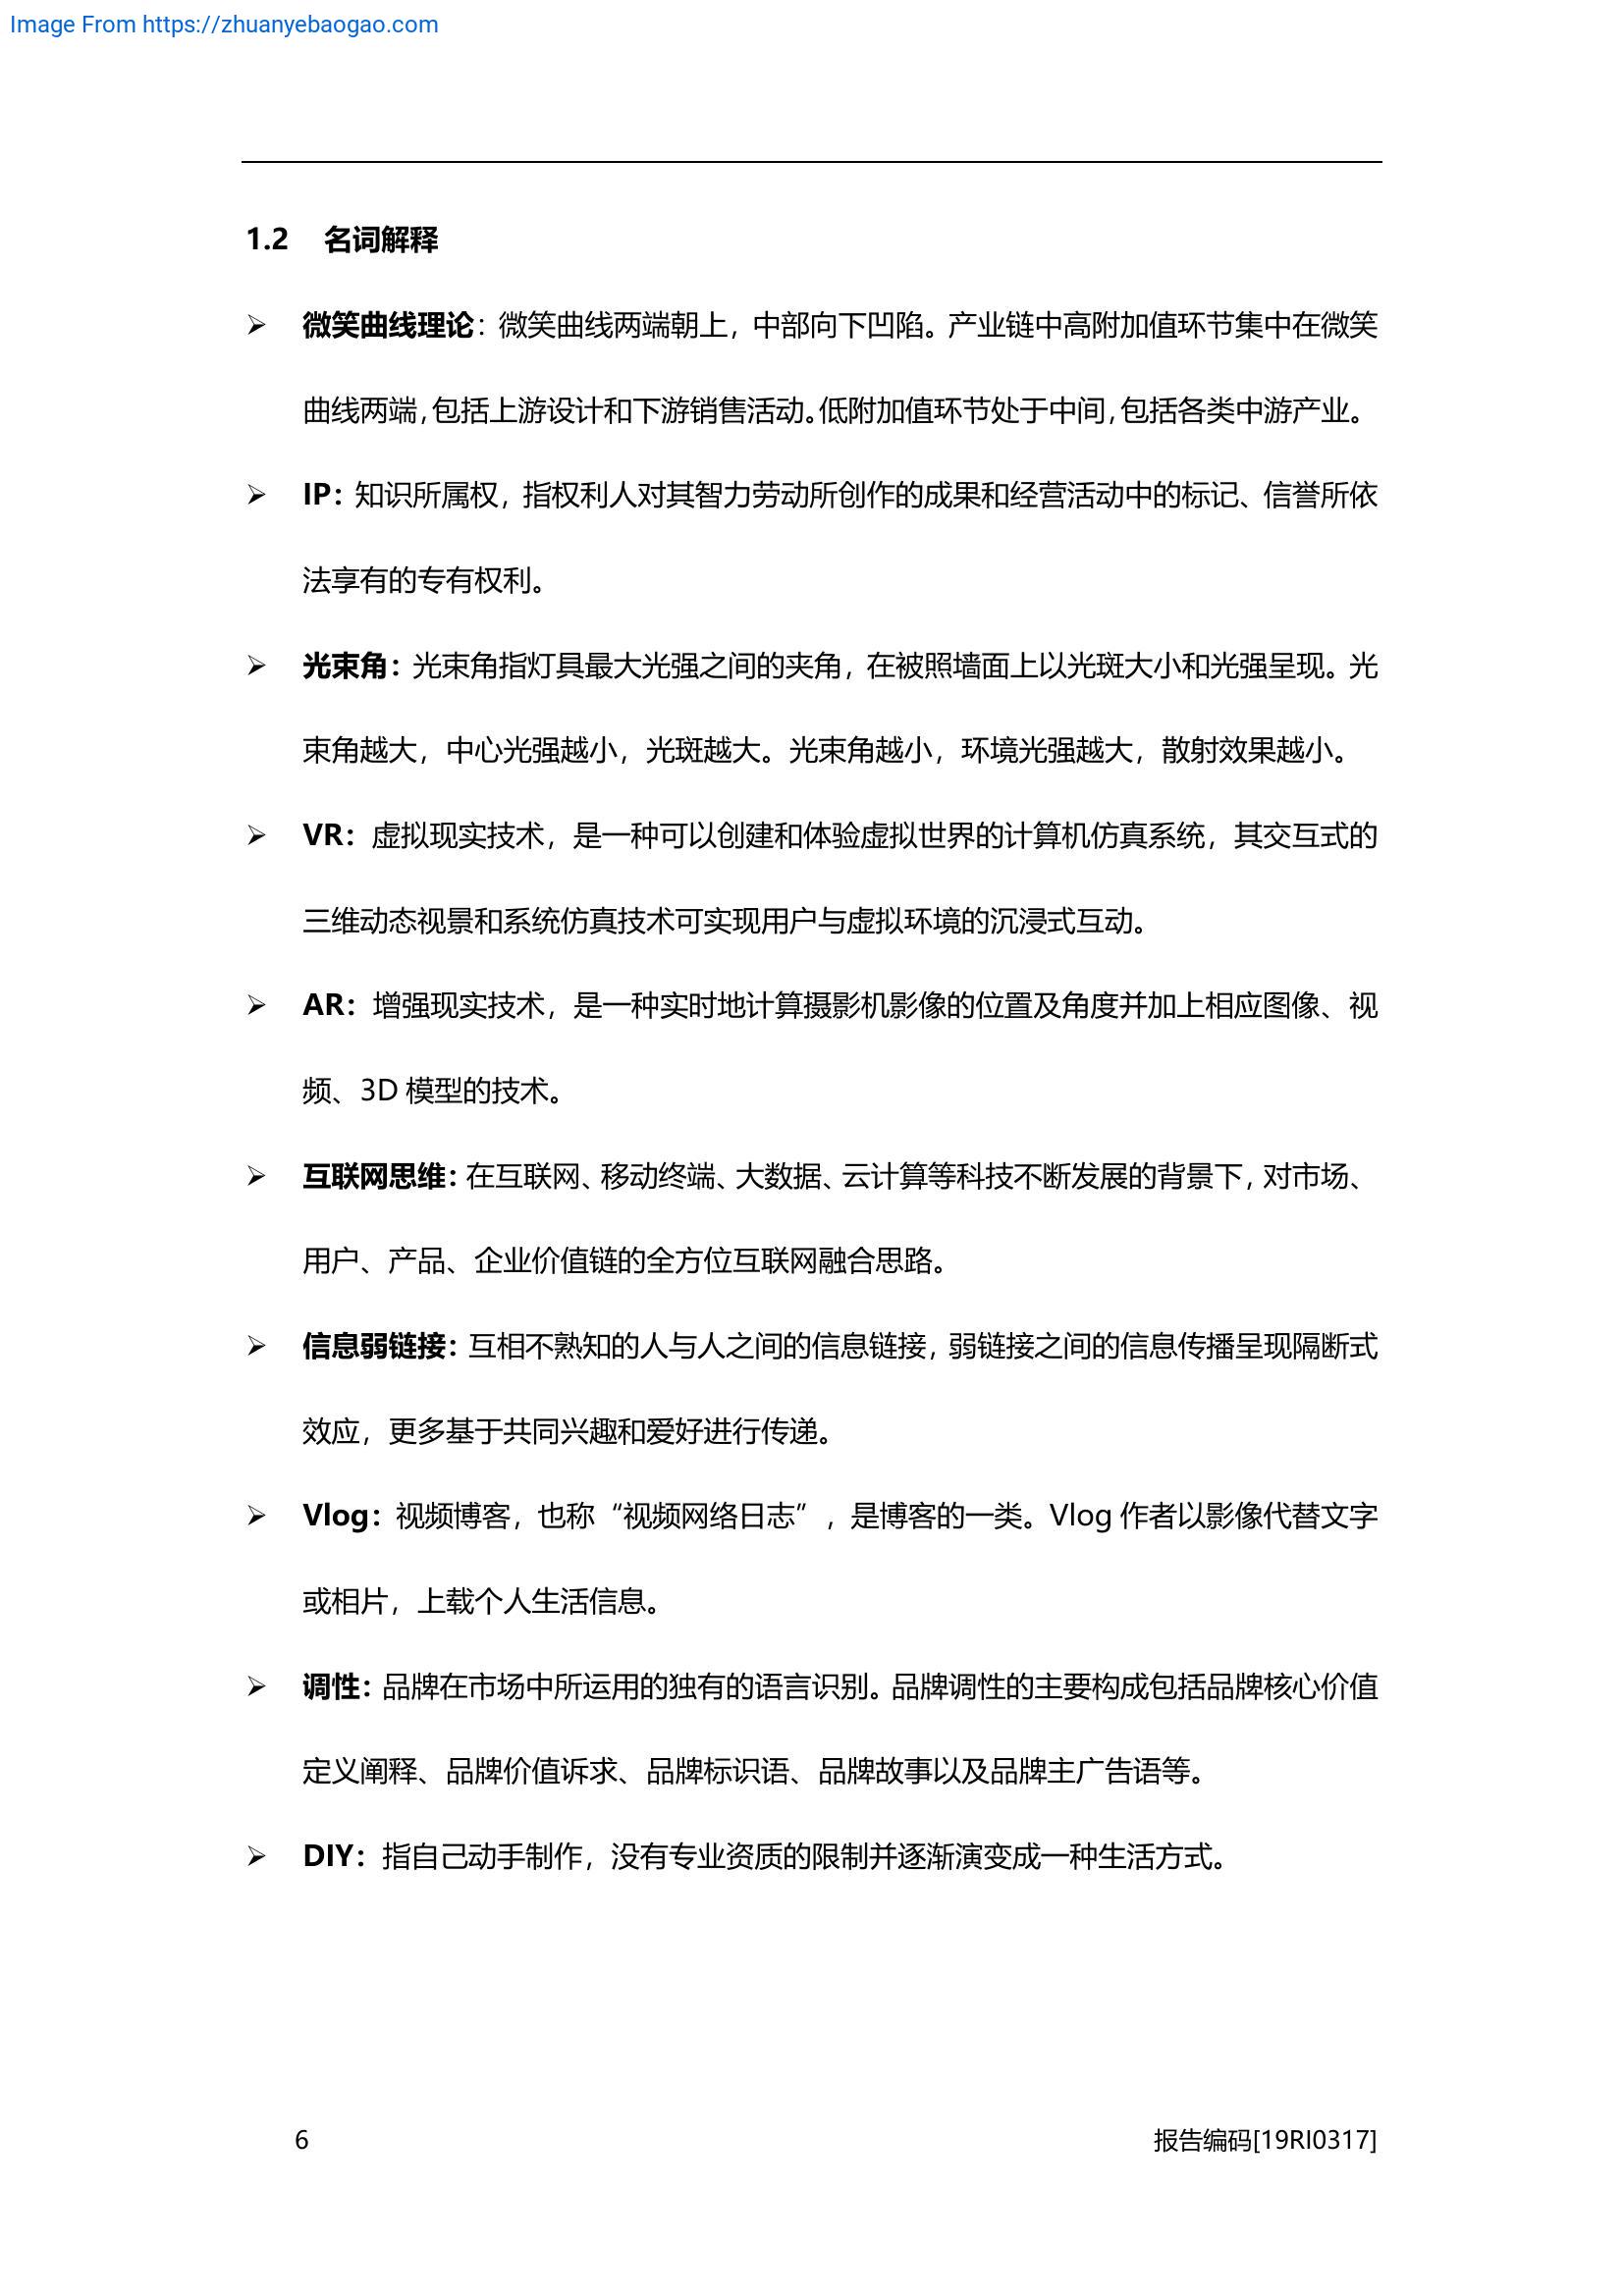 Image From https://zhuanyebaogao.com
1.2 名词解释
➢ 微笑曲线理论：微笑曲线两端朝上，中部向下凹陷。产业链中高附加值环节集中在微笑
曲线两端，包括上游设计和下游销售活动。低附加值环节处于中间，包括各类中游产业。
➢ IP：知识所属权，指权利人对其智力劳动所创作的成果和经营活动中的标记、信誉所依
法享有的专有权利。
➢ 光束角：光束角指灯具最大光强之间的夹角，在被照墙面上以光斑大小和光强呈现。光
束角越大，中心光强越小，光斑越大。光束角越小，环境光强越大，散射效果越小。
➢ VR：虚拟现实技术，是一种可以创建和体验虚拟世界的计算机仿真系统，其交互式的
三维动态视景和系统仿真技术可实现用户与虚拟环境的沉浸式互动。
➢ AR：增强现实技术，是一种实时地计算摄影机影像的位置及角度并加上相应图像、视
频、3D 模型的技术。
➢ 互联网思维：在互联网、移动终端、大数据、云计算等科技不断发展的背景下，对市场、
用户、产品、企业价值链的全方位互联网融合思路。
➢ 信息弱链接：互相不熟知的人与人之间的信息链接，弱链接之间的信息传播呈现隔断式
效应，更多基于共同兴趣和爱好进行传递。
➢ Vlog：视频博客，也称“视频网络日志”，是博客的一类。Vlog 作者以影像代替文字
或相片，上载个人生活信息。
➢ 调性：品牌在市场中所运用的独有的语言识别。品牌调性的主要构成包括品牌核心价值
定义阐释、品牌价值诉求、品牌标识语、品牌故事以及品牌主广告语等。
➢ DIY：指自己动手制作，没有专业资质的限制并逐渐演变成一种生活方式。
6 报告编码[19RI0317]